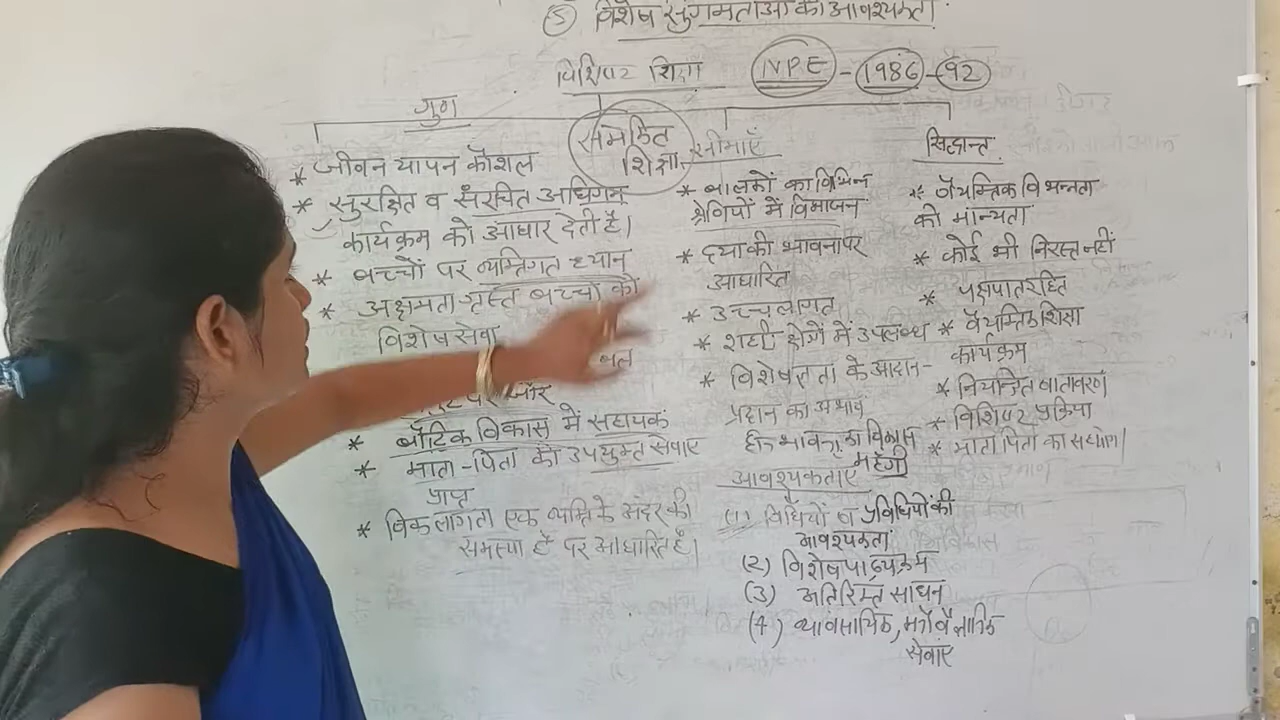 (5) विशेष सुगमताओं की आवश्यकता
विशिष्ट शिक्षा NPE - 1986 - 92
गुण
समन्वित
शिक्षा
* जीवन यापन कौशल
* सुरक्षित व संरचित अधिगम
कार्यक्रम को आधार देती है।
* बच्चों पर व्यक्तिगत ध्यान
* अक्षमता ग्रस्त बच्चों को
विशेष सेवा
पर जोर
* बौद्धिक विकास में सहायक
* माता-पिता को उपयुक्त सेवाएं
प्राप्त
* विकलांगता एक व्यक्ति के अंदर की
समस्या है पर आधारित है।
सीमाएँ
* बालकों का विभिन्न
श्रेणियों में विभाजन
* दया की भावना पर
आधारित
* उच्च लागत
* शहरी क्षेत्रों में उपलब्ध
* विशेषज्ञता के आदान-
प्रदान का अभाव
हीन भावना का विकास
महँगी
आवश्यकताएं
(1) विधियों व प्रविधियों की
आवश्यकता
(2) विशेष पाठ्यक्रम
(3) अतिरिक्त साधन
(4) व्यावसायिक, मनोवैज्ञानिक
सेवाएं
सिद्धान्त
* वैयक्तिक विभिन्नता
को मान्यता
* कोई भी निरस्त नहीं
* पक्षपात रहित
* वैयक्तिक शिक्षा
कार्यक्रम
* नियन्त्रित वातावरण
* विशिष्ट प्रक्रिया
* माता पिता का सहयोग।